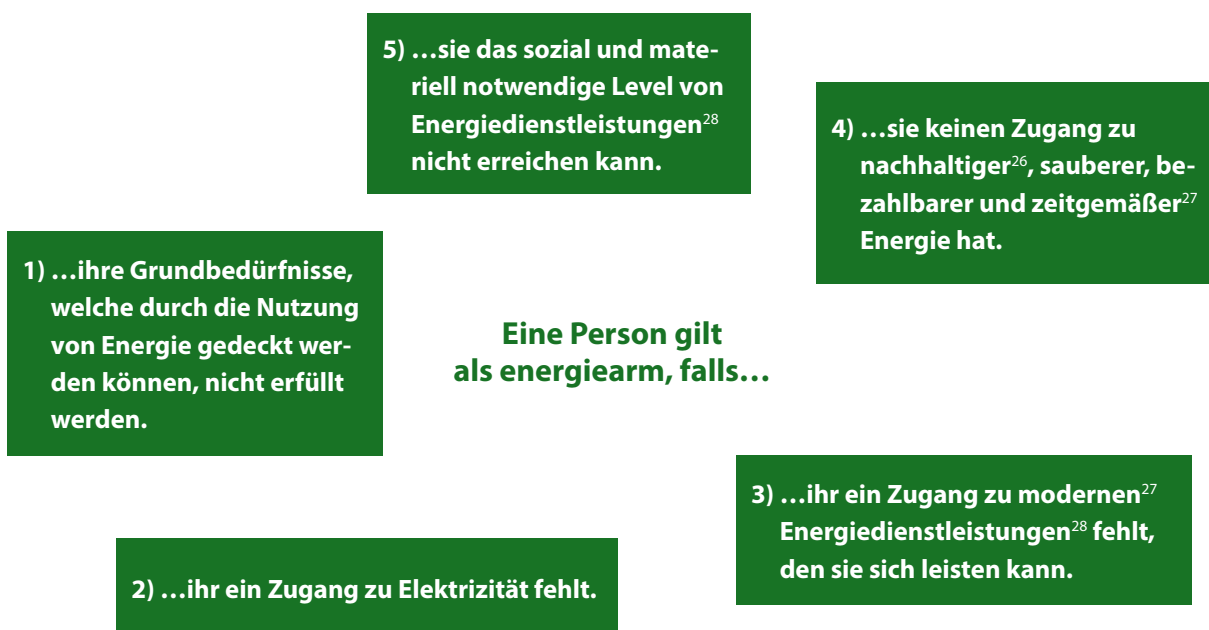 5) …sie das sozial und mate-
riell notwendige Level von
Energiedienstleistungen²⁸
nicht erreichen kann.
4) …sie keinen Zugang zu
nachhaltiger²⁶, sauberer, be-
zahlbarer und zeitgemäßer²⁷
Energie hat.
1) …ihre Grundbedürfnisse,
welche durch die Nutzung
von Energie gedeckt wer-
den können, nicht erfüllt
werden.
Eine Person gilt
als energiearm, falls…
3) …ihr ein Zugang zu modernen²⁷
Energiedienstleistungen²⁸ fehlt,
den sie sich leisten kann.
2) …ihr ein Zugang zu Elektrizität fehlt.